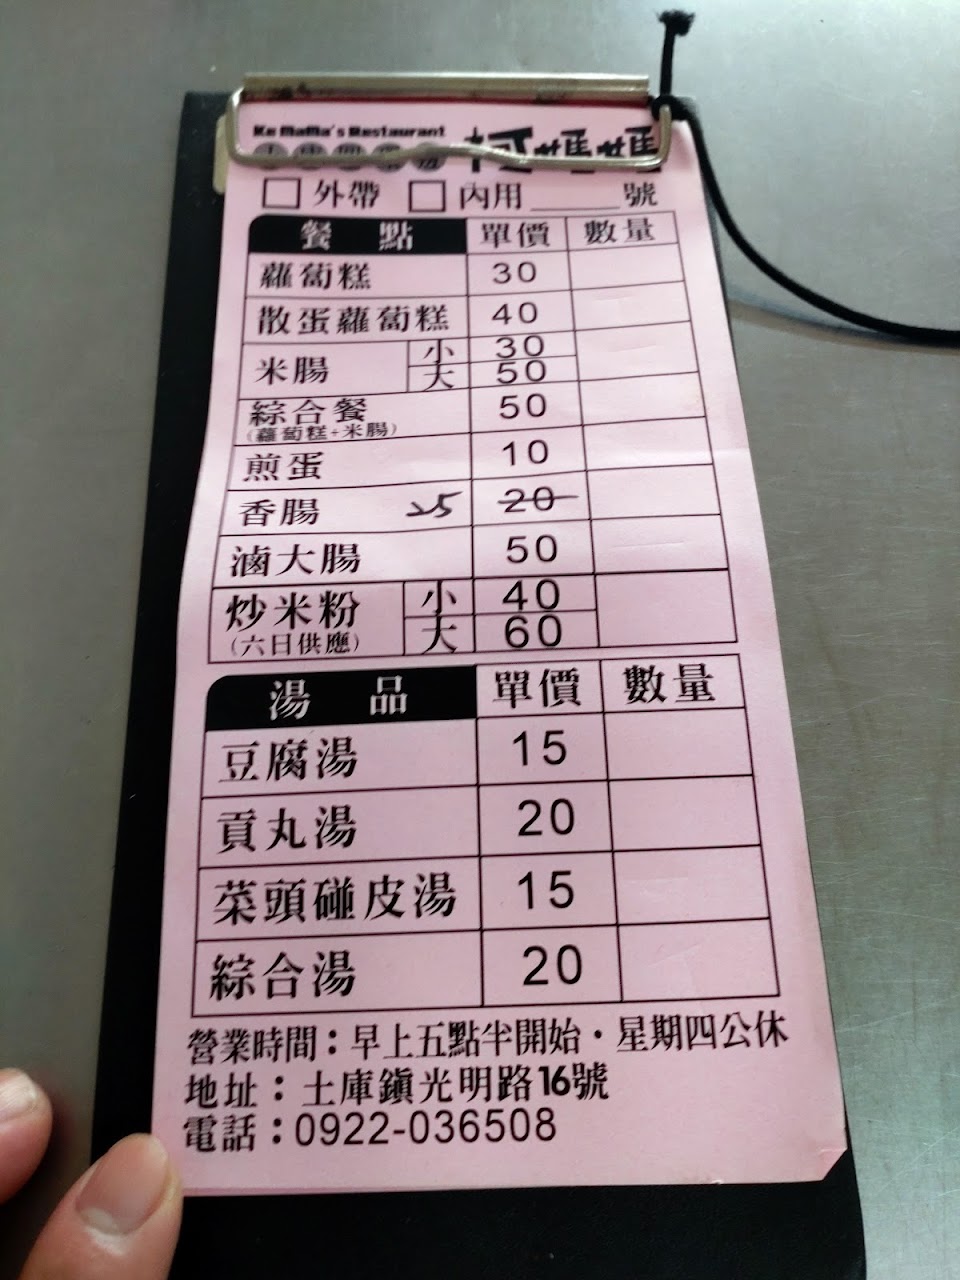 Ke MaMa's Restaurant
柯媽媽
□ 外帶 □ 內用______號
餐 點 單價 數量
蘿蔔糕 30
散蛋蘿蔔糕 40
米腸 小 30
大 50
綜合餐 50
(蘿蔔糕+米腸)
煎蛋 10
香腸 25 20
滷大腸 50
炒米粉 小 40
(六日供應) 大 60
湯 品 單價 數量
豆腐湯 15
貢丸湯 20
菜頭碰皮湯 15
綜合湯 20
營業時間：早上五點半開始・星期四公休
地址：土庫鎮光明路16號
電話：0922-036508